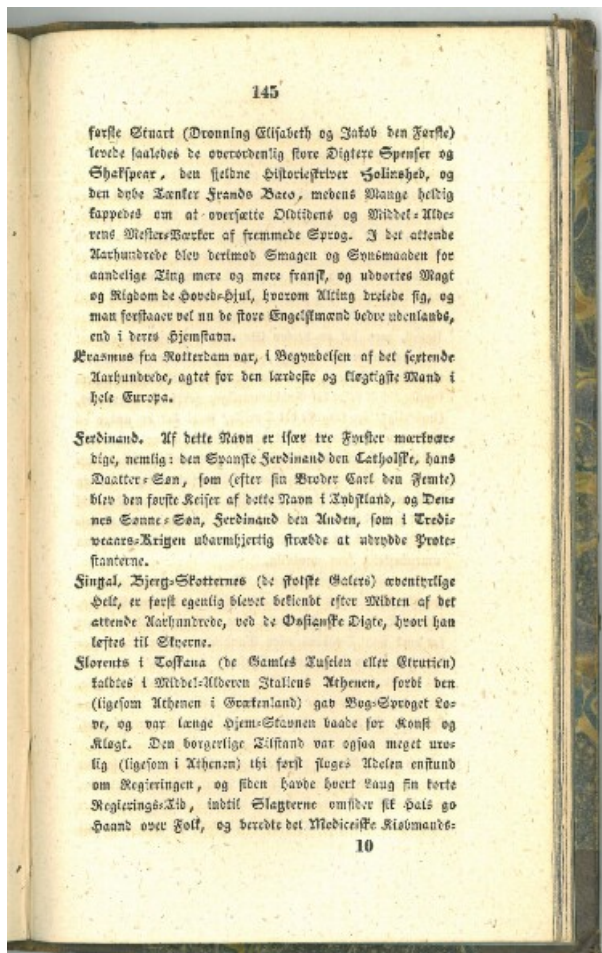 145
første Stuart (Dronning Elisabeth og Jakob den Første)
levede saaledes de overordenlig store Digtere Spenser og
Shakspear, den sjeldne Historieskriver Holinshed, og
den dybe Tænker Frands Baco, medens Mange heldig
kappedes om at oversætte Oldtidens og Middel-Alde-
rens Mester-Værker af fremmede Sprog. I det attende
Aarhundrede blev derimod Smagen og Synsmaaden for
aandelige Ting mere og mere fransk, og udvortes Magt
og Rigdom de Hoved-Hjul, hvorom Alting dreiede sig, og
man forstaaer vel nu de store Engelskmænd bedre udenlands,
end i deres Hjemstavn.
Erasmus fra Rotterdam var, i Begyndelsen af det sextende
Aarhundrede, agtet for den lærdeste og kløgtigste Mand i
hele Europa.
Ferdinand. Af dette Navn er især tre Fyrster mærkvær-
dige, nemlig: den Spanske Ferdinand den Catholske, hans
Daatter-Søn, som (efter sin Broder Carl den Femte)
blev den første Keiser af dette Navn i Tydskland, og Den-
nes Sønne-Søn, Ferdinand den Anden, som i Tredi-
veaars-Krigen ubarmhjertig stræbde at udrydde Prote-
stanterne.
Fingal, Bjerg-Skotternes (de skotske Galers) æventyrlige
Helt, er først egenlig blevet bekiendt efter Midten af det
attende Aarhundrede, ved de Ossianske Digte, hvori han
løftes til Skyerne.
Florents i Toskana (de Gamles Tuscien eller Etrurien)
kaldtes i Middel-Alderen Italiens Athenen, fordi den
(ligesom Athenen i Grækenland) gav Bog-Sproget Lo-
ve, og var længe Hjem-Stavnen baade for Konst og
Kløgt. Den borgerlige Tilstand var ogsaa meget uro-
lig (ligesom i Athenen) thi først sloges Adelen enstund
om Regieringen, og siden havde hvert Laug sin korte
Regierings-Tid, indtil Slagterne omsider fik Hals go
Haand over Folk, og beredte det Mediceiske Kiøbmands-
10